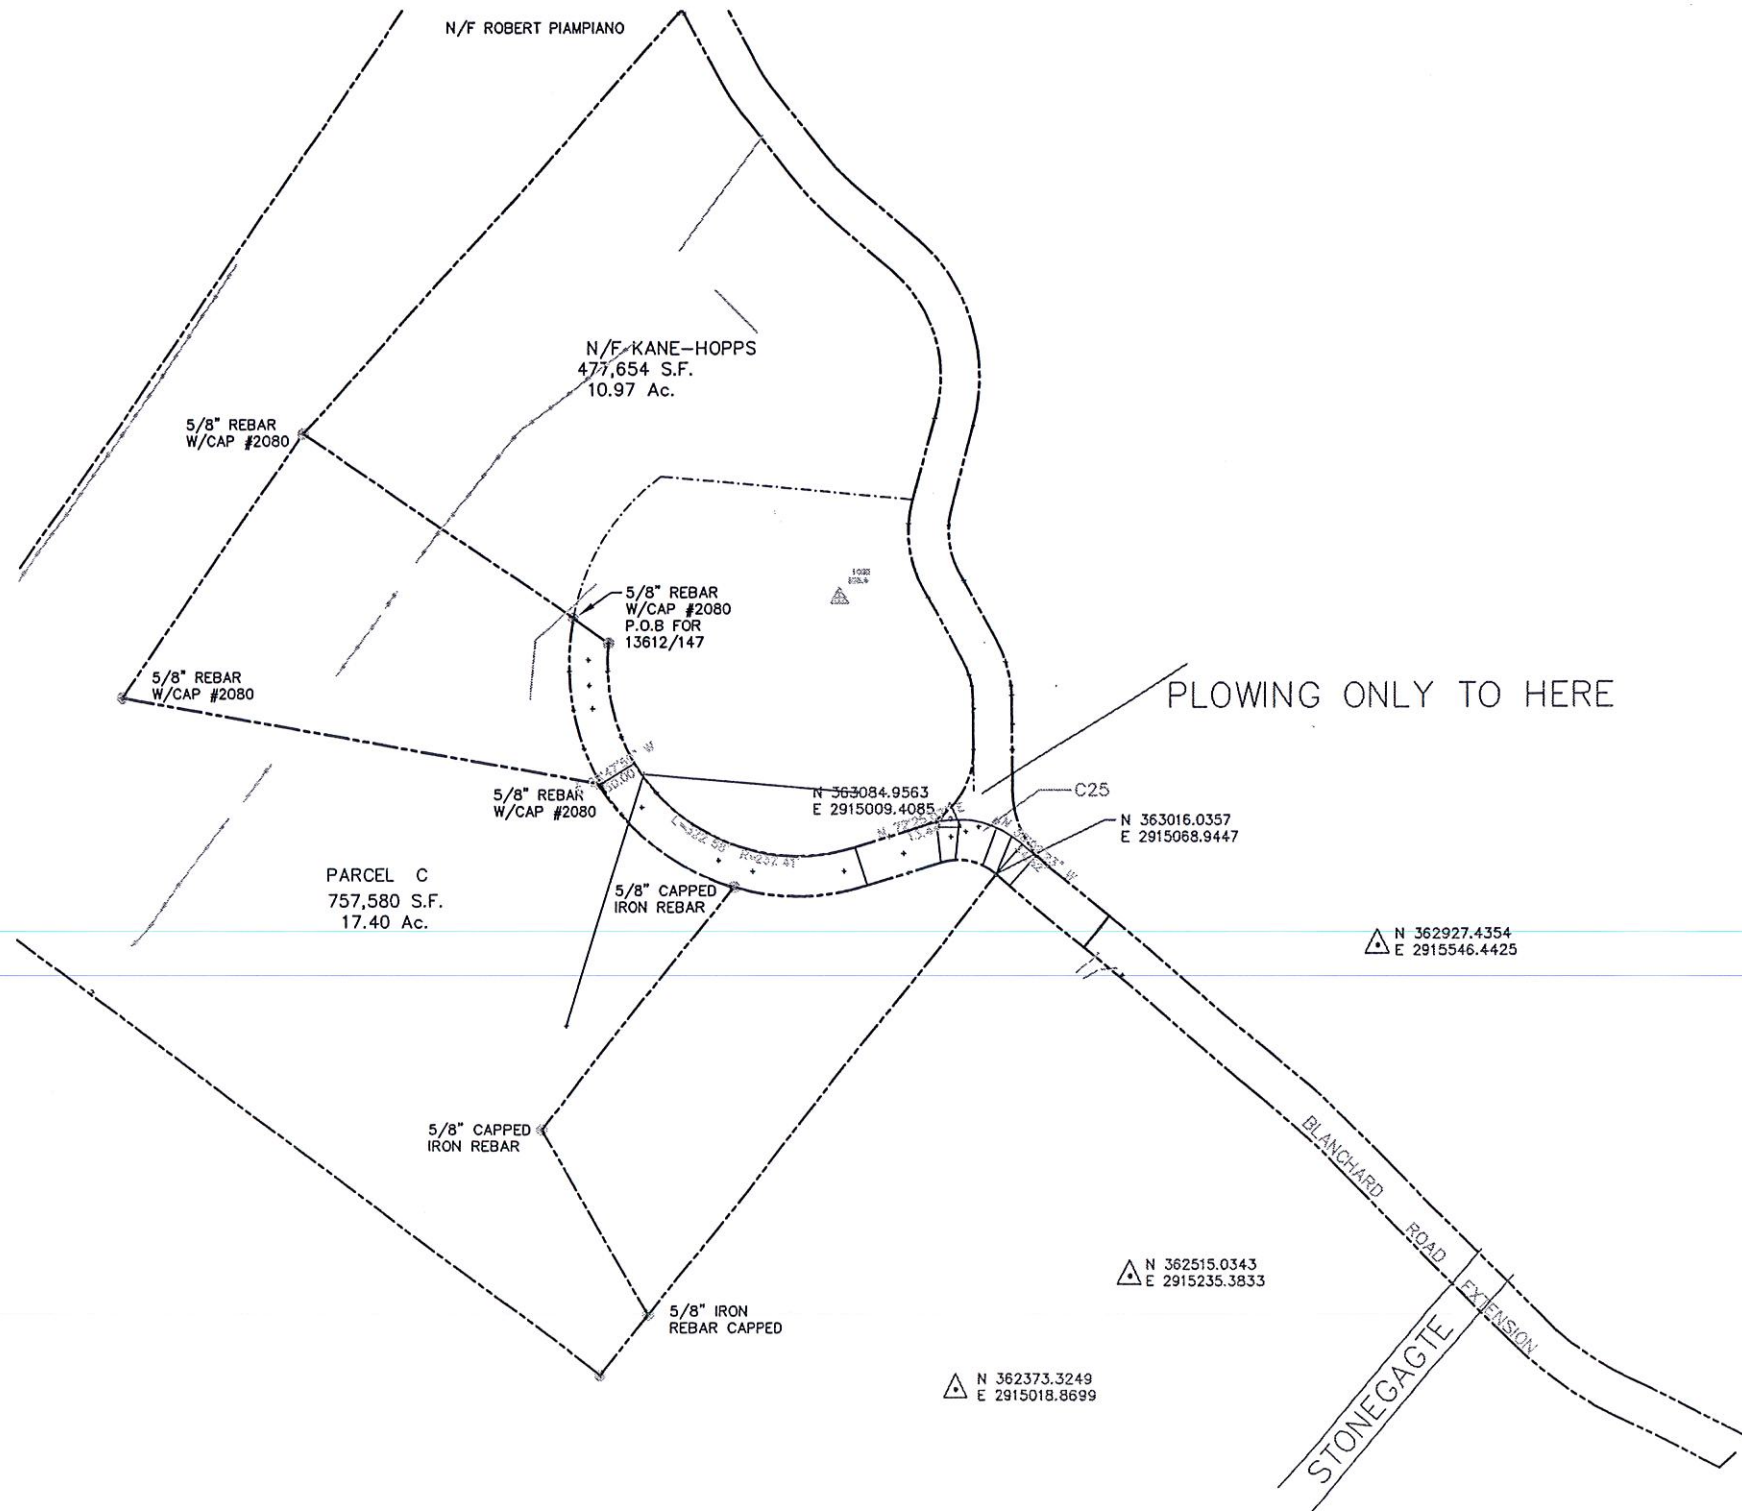 N/F ROBERT PIAMPIANO
N/F KANE-HOPPS
477,654 S.F.
10.97 Ac.
5/8" REBAR
W/CAP #2080
5/8" REBAR
W/CAP #2080
P.O.B FOR
13612/147
5/8" REBAR
W/CAP #2080
PLOWING ONLY TO HERE
5/8" REBAR
W/CAP #2080
N 363084.9563
E 2915009.4085
C25
N 363016.0357
E 2915068.9447
R=237.41'
PARCEL C
757,580 S.F.
17.40 Ac.
5/8" CAPPED
IRON REBAR
N 362927.4354
E 2915546.4425
5/8" CAPPED
IRON REBAR
BLANCHARD ROAD EXTENSION
N 362515.0343
E 2915235.3833
5/8" IRON
REBAR CAPPED
STONEGAGTE
N 362373.3249
E 2915018.8699